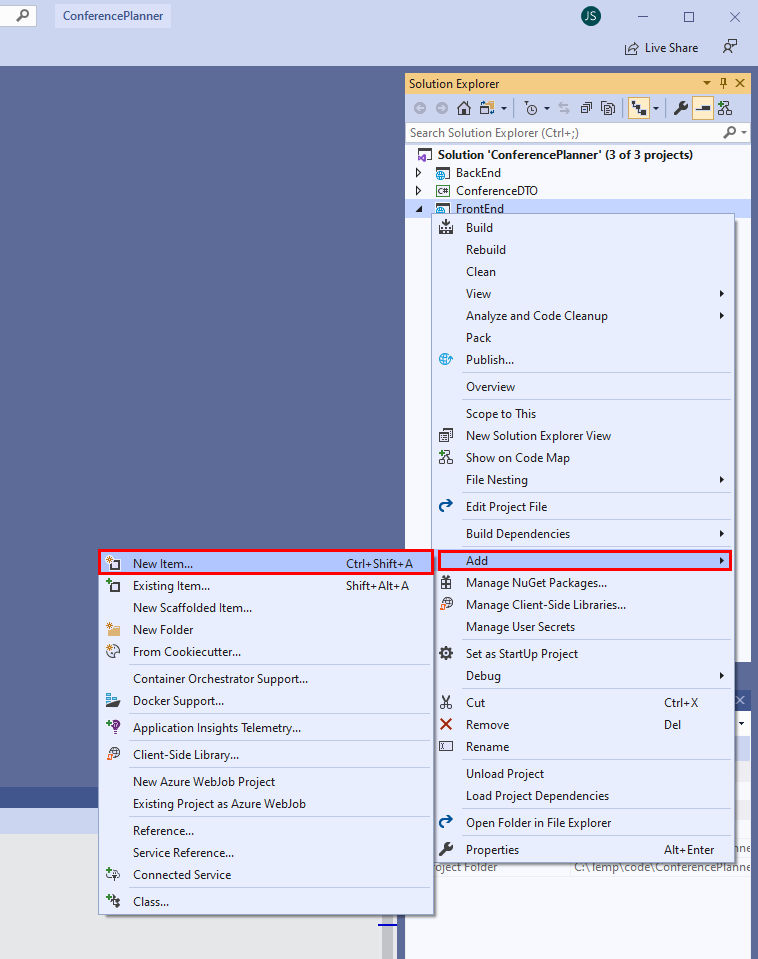 ConferencePlanner
JS
Live Share
Solution Explorer
Search Solution Explorer (Ctrl+;)
Solution 'ConferencePlanner' (3 of 3 projects)
BackEnd
C# ConferenceDTO
FrontEnd
Build
Rebuild
Clean
View
Analyze and Code Cleanup
Pack
Publish...
Overview
Scope to This
New Solution Explorer View
Show on Code Map
File Nesting
Edit Project File
Build Dependencies
Add
Manage NuGet Packages...
Manage Client-Side Libraries...
Manage User Secrets
Set as StartUp Project
Debug
Cut Ctrl+X
Remove Del
Rename
Unload Project
Load Project Dependencies
Open Folder in File Explorer
Properties Alt+Enter
New Item... Ctrl+Shift+A
Existing Item... Shift+Alt+A
New Scaffolded Item...
New Folder
From Cookiecutter...
Container Orchestrator Support...
Docker Support...
Application Insights Telemetry...
Client-Side Library...
New Azure WebJob Project
Existing Project as Azure WebJob
Reference...
Service Reference...
Connected Service
Class...
roject Folder C:\Temp\code\ConferencePlanne